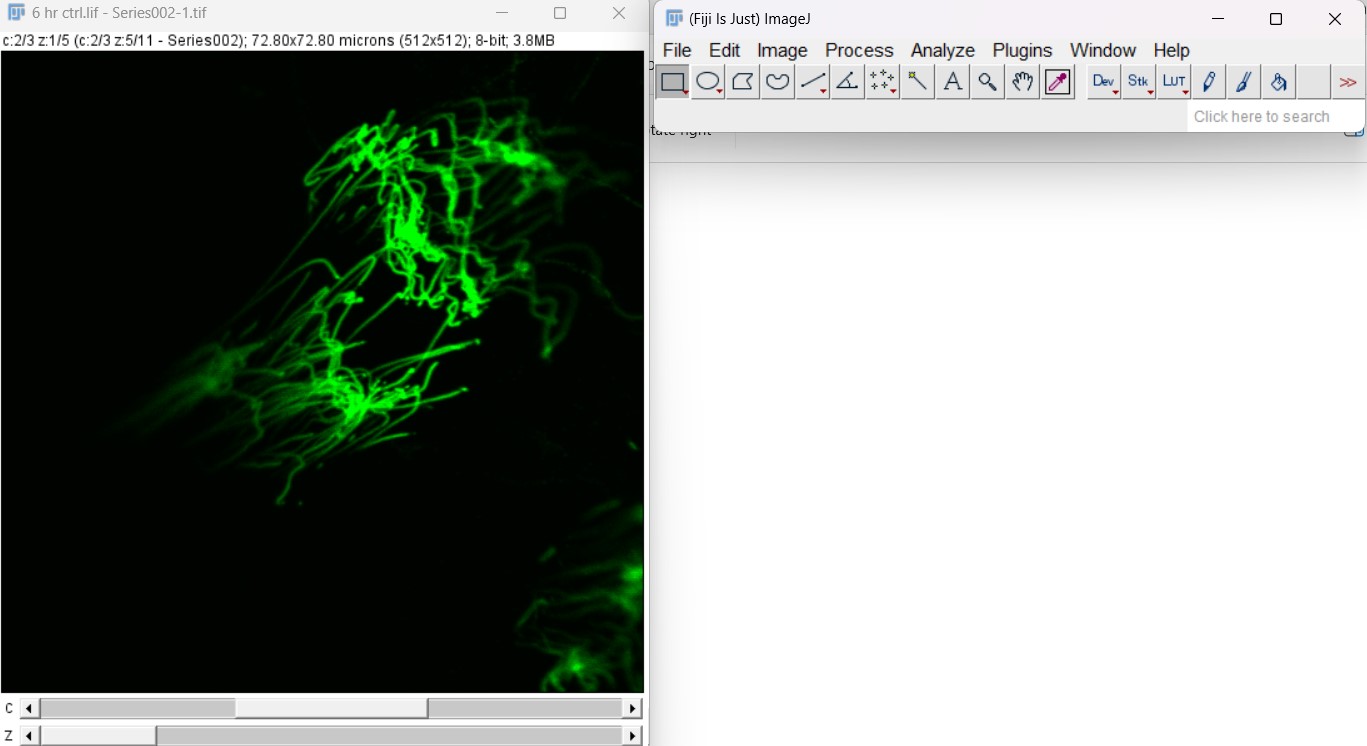 6 hr ctrl.lif - Series002-1.tif
c:2/3 z:1/5 (c:2/3 z:5/11 - Series002); 72.80x72.80 microns (512x512); 8-bit; 3.8MB
C
Z
(Fiji Is Just) ImageJ
File Edit Image Process Analyze Plugins Window Help
A Dev Stk LUT >>
Click here to search
tate right